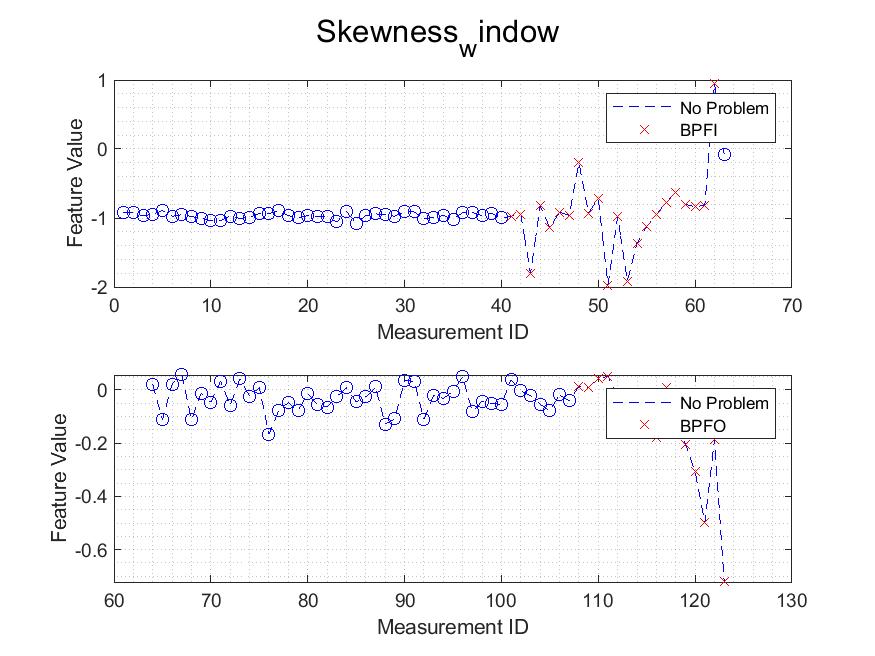 Skewness_window
1
0
-1
-2
Feature Value
No Problem
BPFI
0 10 20 30 40 50 60 70
Measurement ID
0
-0.2
-0.4
-0.6
Feature Value
No Problem
BPFO
60 70 80 90 100 110 120 130
Measurement ID